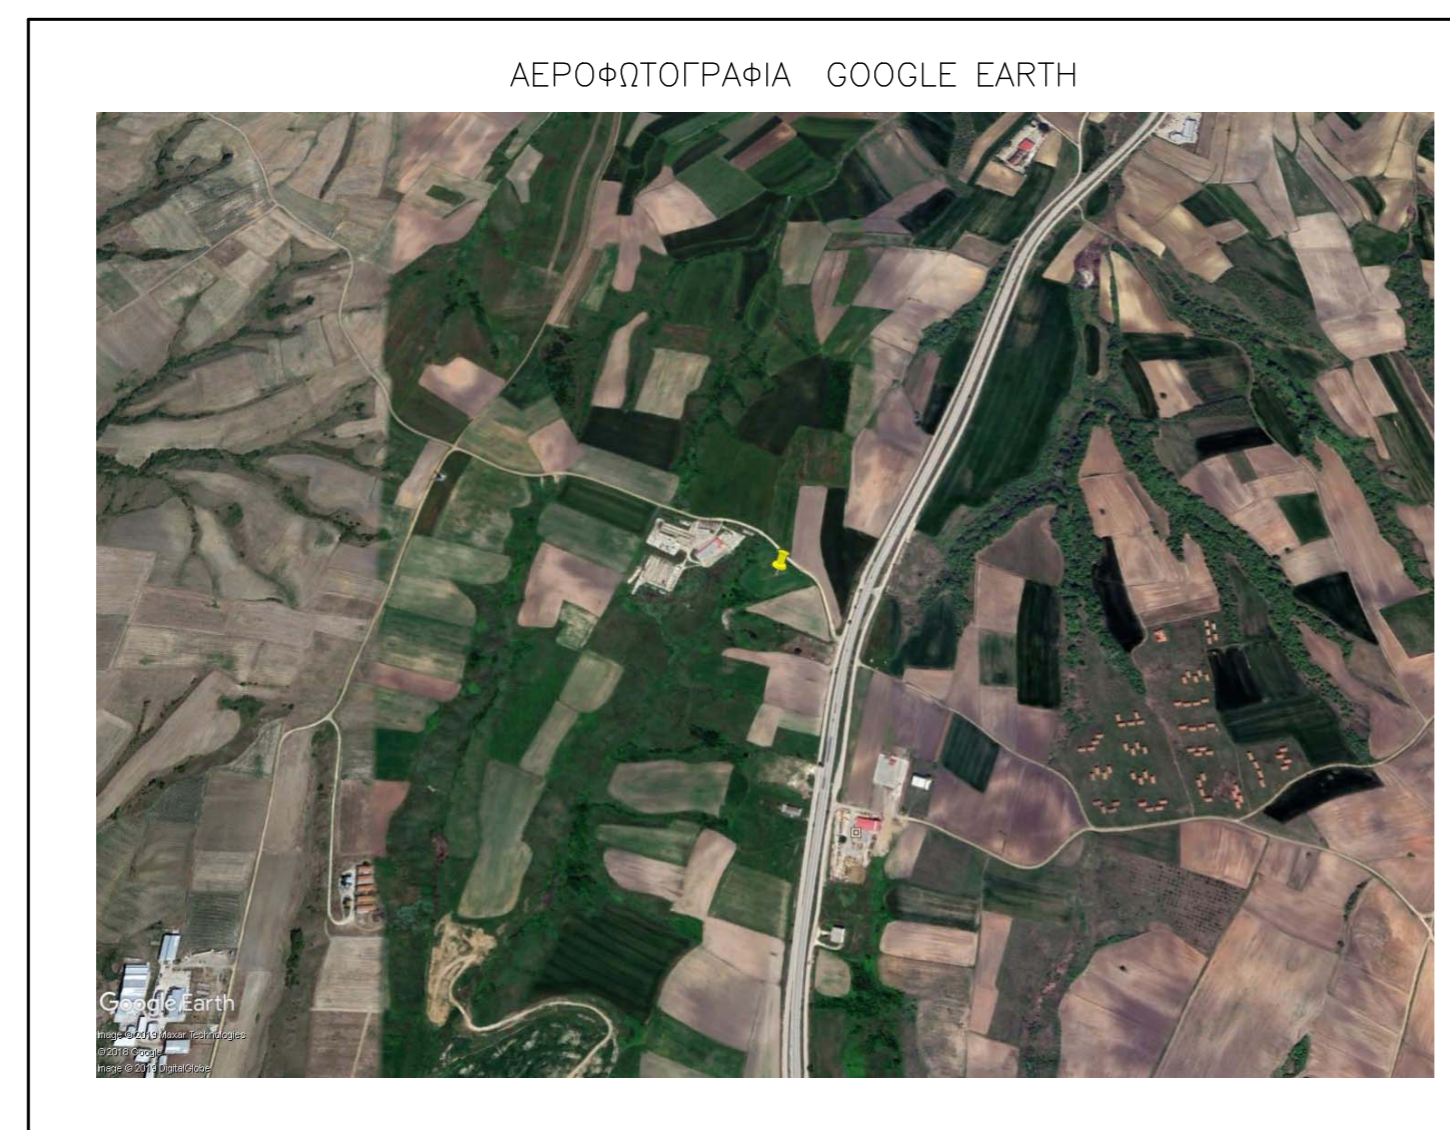 ΑΕΡΟΦΩΤΟΓΡΑΦΙΑ GOOGLE EARTH
Google Earth
Image © 2019 Maxar Technologies
© 2018 Google
Image © 2019 DigitalGlobe